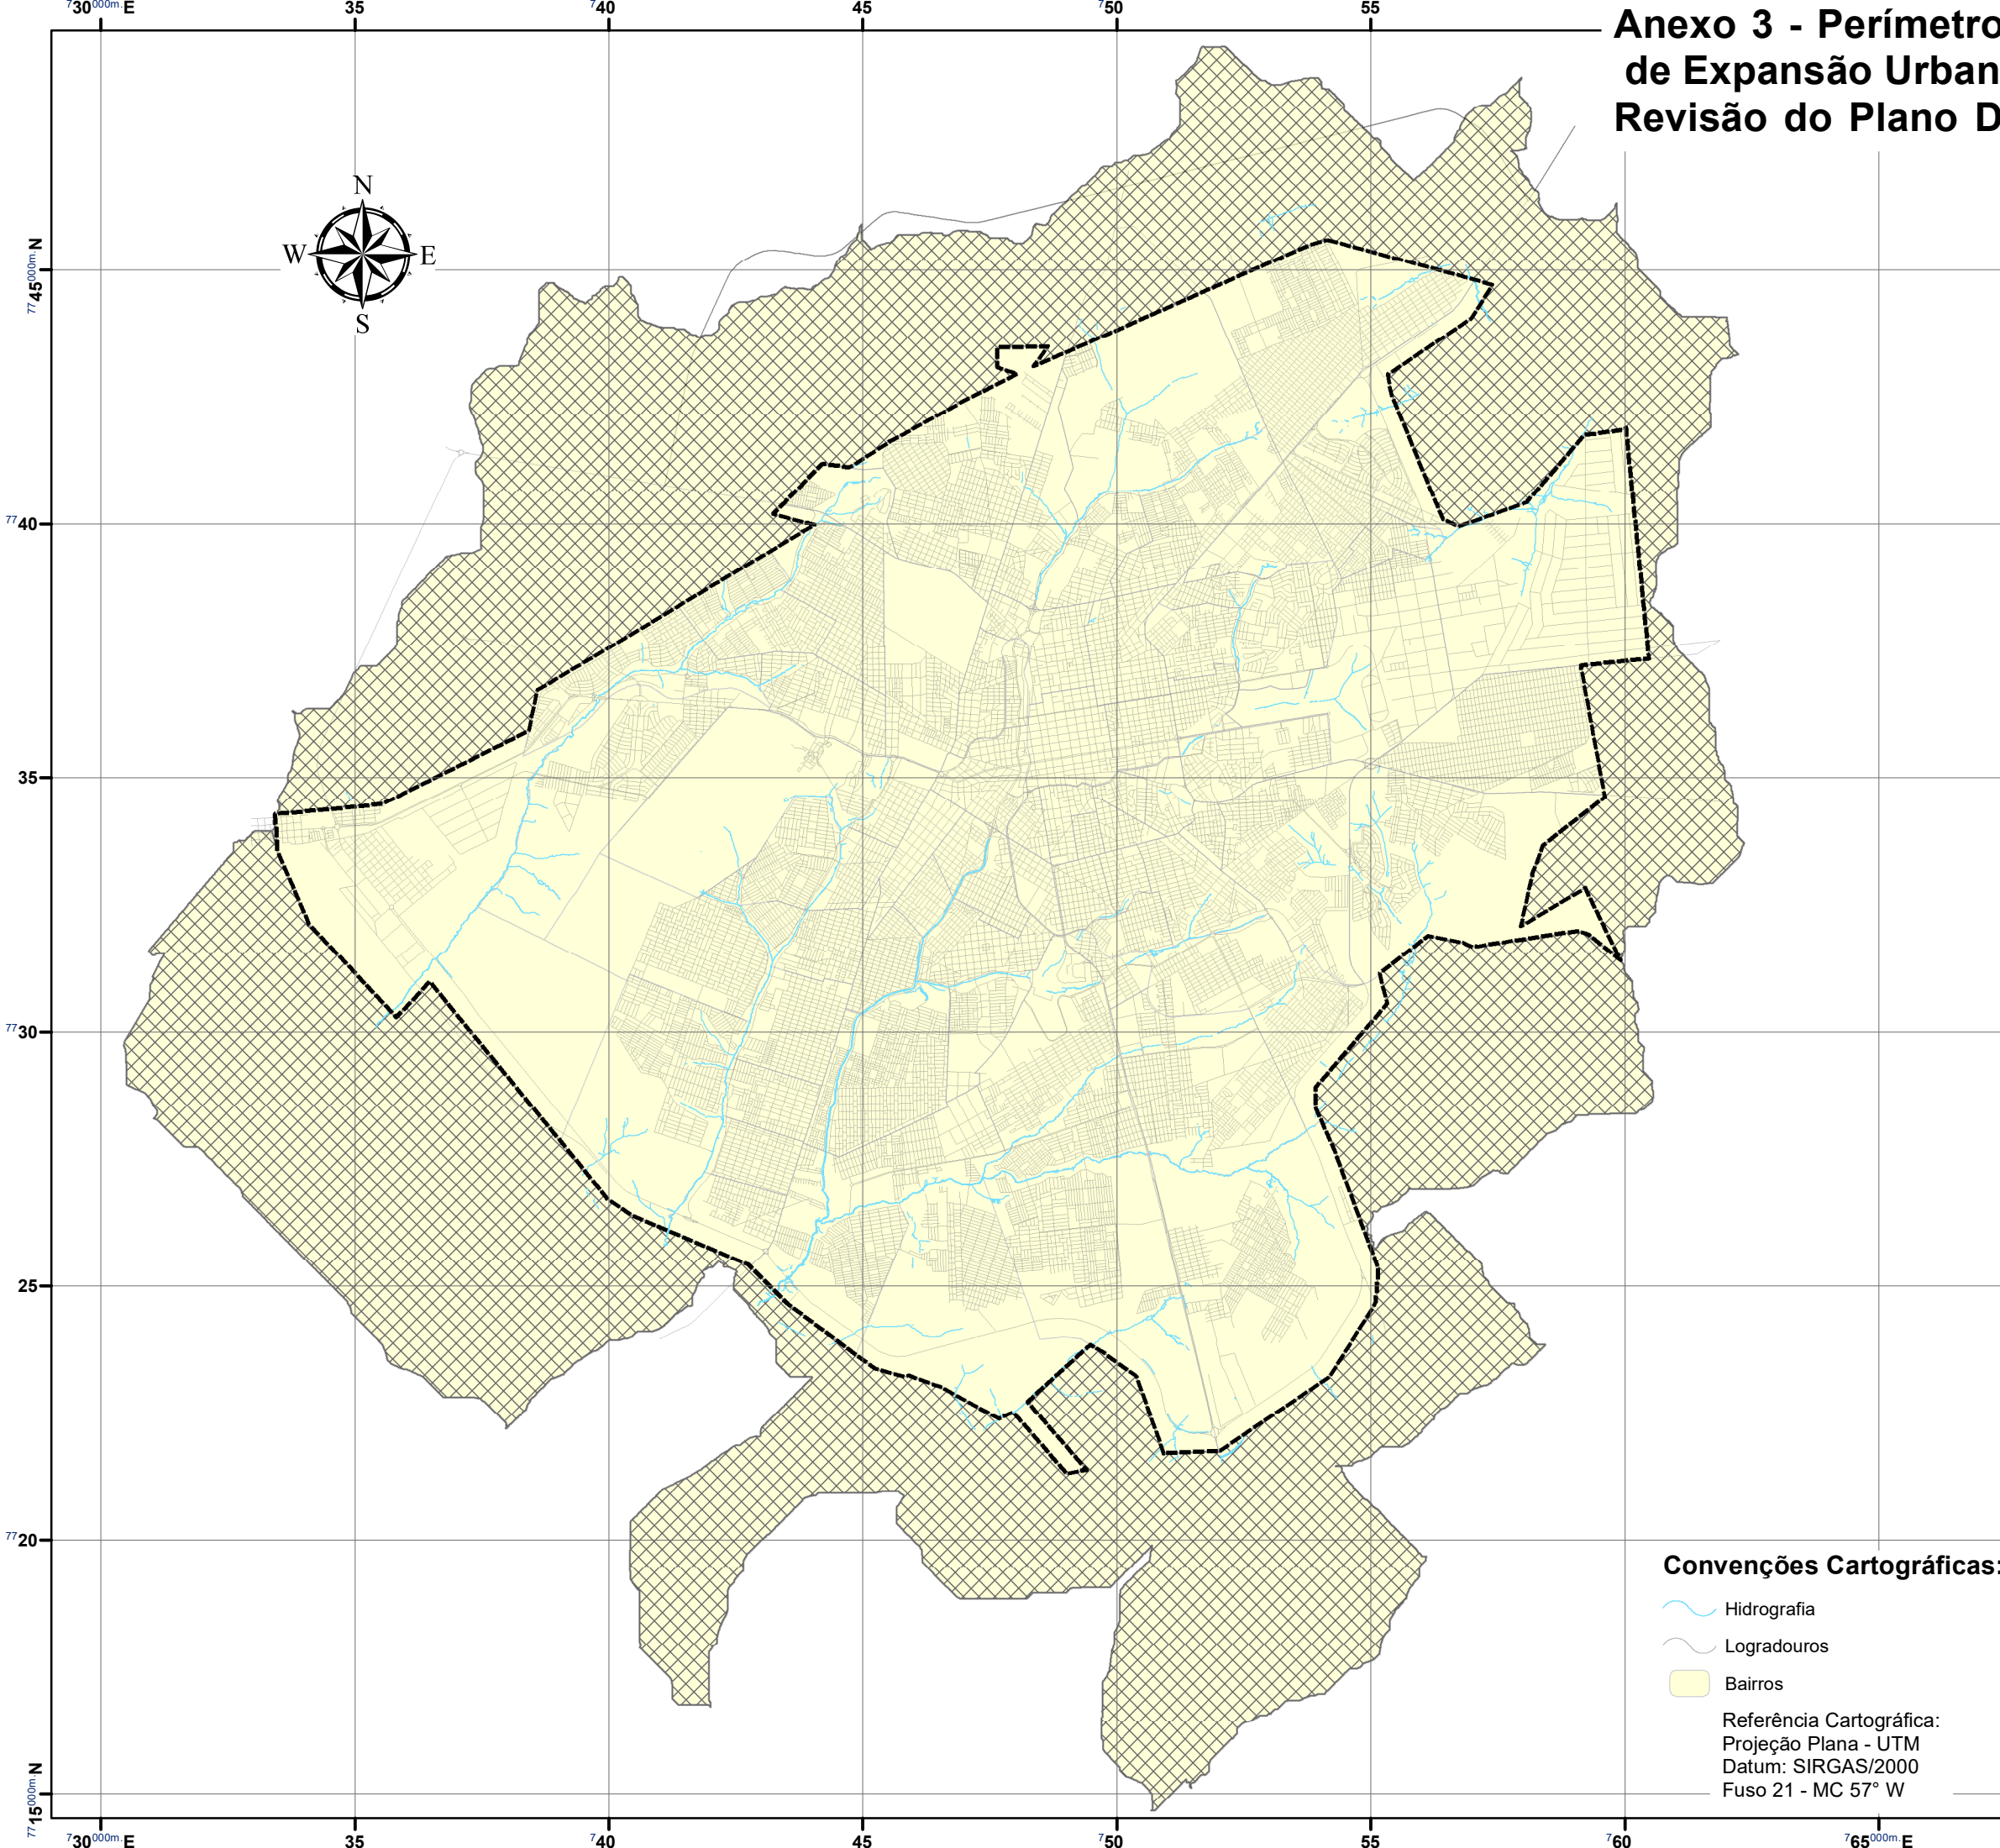 730000m.E 35 740 45 750 55
Anexo 3 - Perímetro
de Expansão Urban
Revisão do Plano D
N
W E
S
7745000m.N
7740
35
7730
25
7720
7715000m.N
Convenções Cartográficas:
Hidrografia
Logradouros
Bairros
Referência Cartográfica:
Projeção Plana - UTM
Datum: SIRGAS/2000
Fuso 21 - MC 57° W
730000m.E 35 740 45 750 55 760 765000m.E